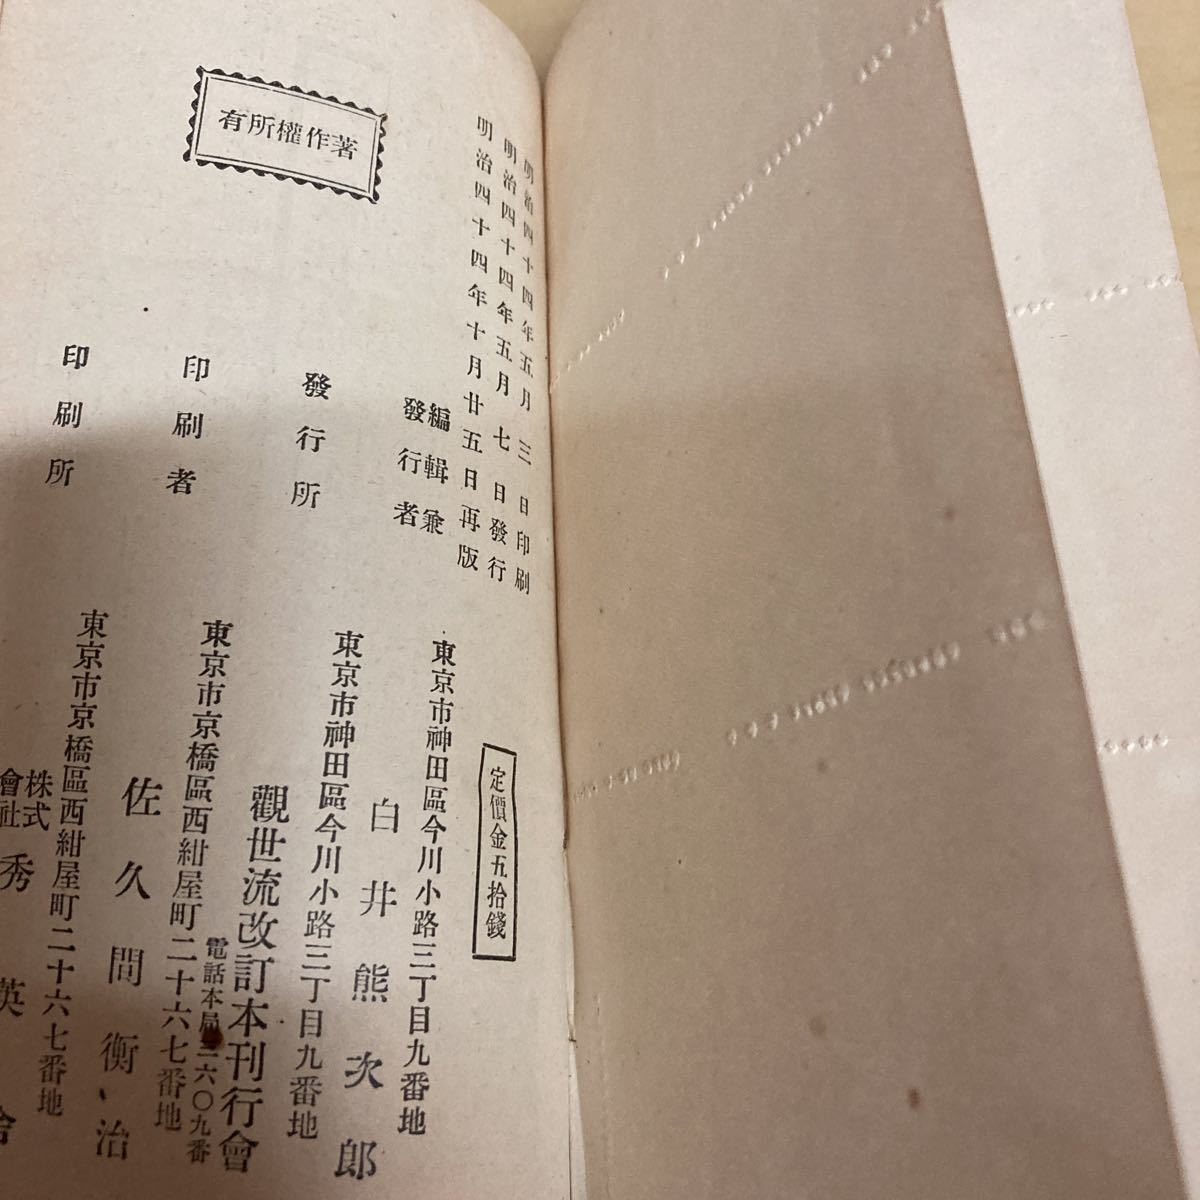 明治四十四年五月三日印刷
明治四十四年五月七日發行
明治四十四年十月廿五日再版
定價金五拾錢
著作權所有
編輯兼
發行者
東京市神田區今川小路三丁目九番地
白井熊次郎
發行所
東京市神田區今川小路三丁目九番地
觀世流改訂本刊行會
電話本局二六〇九番
印刷者
東京市京橋區西紺屋町二十六七番地
佐久間衡治
印刷所
東京市京橋區西紺屋町二十六七番地
株式
會社
秀英舍